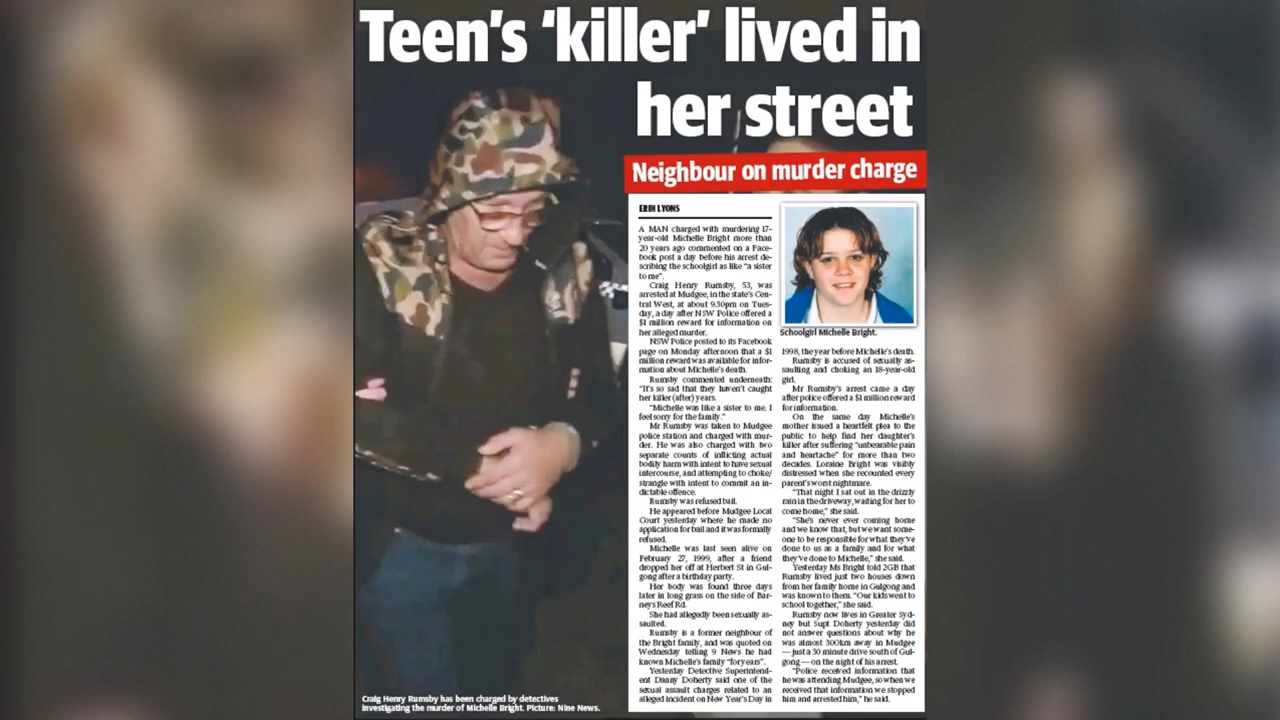 Teen's 'killer' lived in
her street
Neighbour on murder charge
ERIN LYONS
A MAN charged with murdering 17-
year-old Michelle Bright more than
20 years ago commented on a Face-
book post a day before his arrest de-
scribing the schoolgirl as like "a sister
to me".
Craig Henry Rumsby, 53, was
arrested at Mudgee, in the state's Cen-
tral West, at about 9.30pm on Tues-
day, a day after NSW Police offered a
$1 million reward for information on
her alleged murder.
NSW Police posted to its Facebook
page on Monday afternoon that a $1
million reward was available for infor-
mation about Michelle's death.
Rumsby commented underneath:
"It's so sad that they haven't caught
her killer (after) years.
"Michelle was like a sister to me. I
feel sorry for the family."
Mr Rumsby was taken to Mudgee
police station and charged with mur-
der. He was also charged with two
separate counts of inflicting actual
bodily harm with intent to have sexual
intercourse, and attempting to choke/
strangle with intent to commit an in-
dictable offence.
Rumsby was refused bail.
He appeared before Mudgee Local
Court yesterday where he made no
application for bail and it was formally
refused.
Michelle was last seen alive on
February 27, 1999, after a friend
dropped her off at Herbert St in Gul-
gong after a birthday party.
Her body was found three days
later in long grass on the side of Bar-
neys Reef Rd.
She had allegedly been sexually as-
saulted.
Rumsby is a former neighbour of
the Bright family, and was quoted on
Wednesday telling 9 News he had
known Michelle's family "for years".
Yesterday Detective Superintend-
ent Danny Doherty said one of the
sexual assault charges related to an
alleged incident on New Year's Day in
Schoolgirl Michelle Bright.
1998, the year before Michelle's death.
Rumsby is accused of sexually as-
saulting and choking an 18-year-old
girl.
Mr Rumsby's arrest came a day
after police offered a $1 million reward
for information.
On the same day Michelle's
mother issued a heartfelt plea to the
public to help find her daughter's
killer after suffering "unbearable pain
and heartache" for more than two
decades. Loraine Bright was visibly
distressed when she recounted every
parent's worst nightmare.
"That night I sat out in the drizzly
rain in the driveway, waiting for her to
come home," she said.
"She's never ever coming home
and we know that, but we want some-
one to be responsible for what they've
done to us as a family and for what
they've done to Michelle," she said.
Yesterday Ms Bright told 2GB that
Rumsby lived just two houses down
from her family home in Gulgong and
was known to them. "Our kids went to
school together," she said.
Rumsby now lives in Greater Syd-
ney but Supt Doherty yesterday did
not answer questions about why he
was almost 300km away in Mudgee
— just a 30 minute drive south of Gul-
gong — on the night of his arrest.
"Police received information that
he was attending Mudgee, so when we
received that information we stopped
him and arrested him," he said.
Craig Henry Rumsby has been charged by detectives
investigating the murder of Michelle Bright. Picture: Nine News.